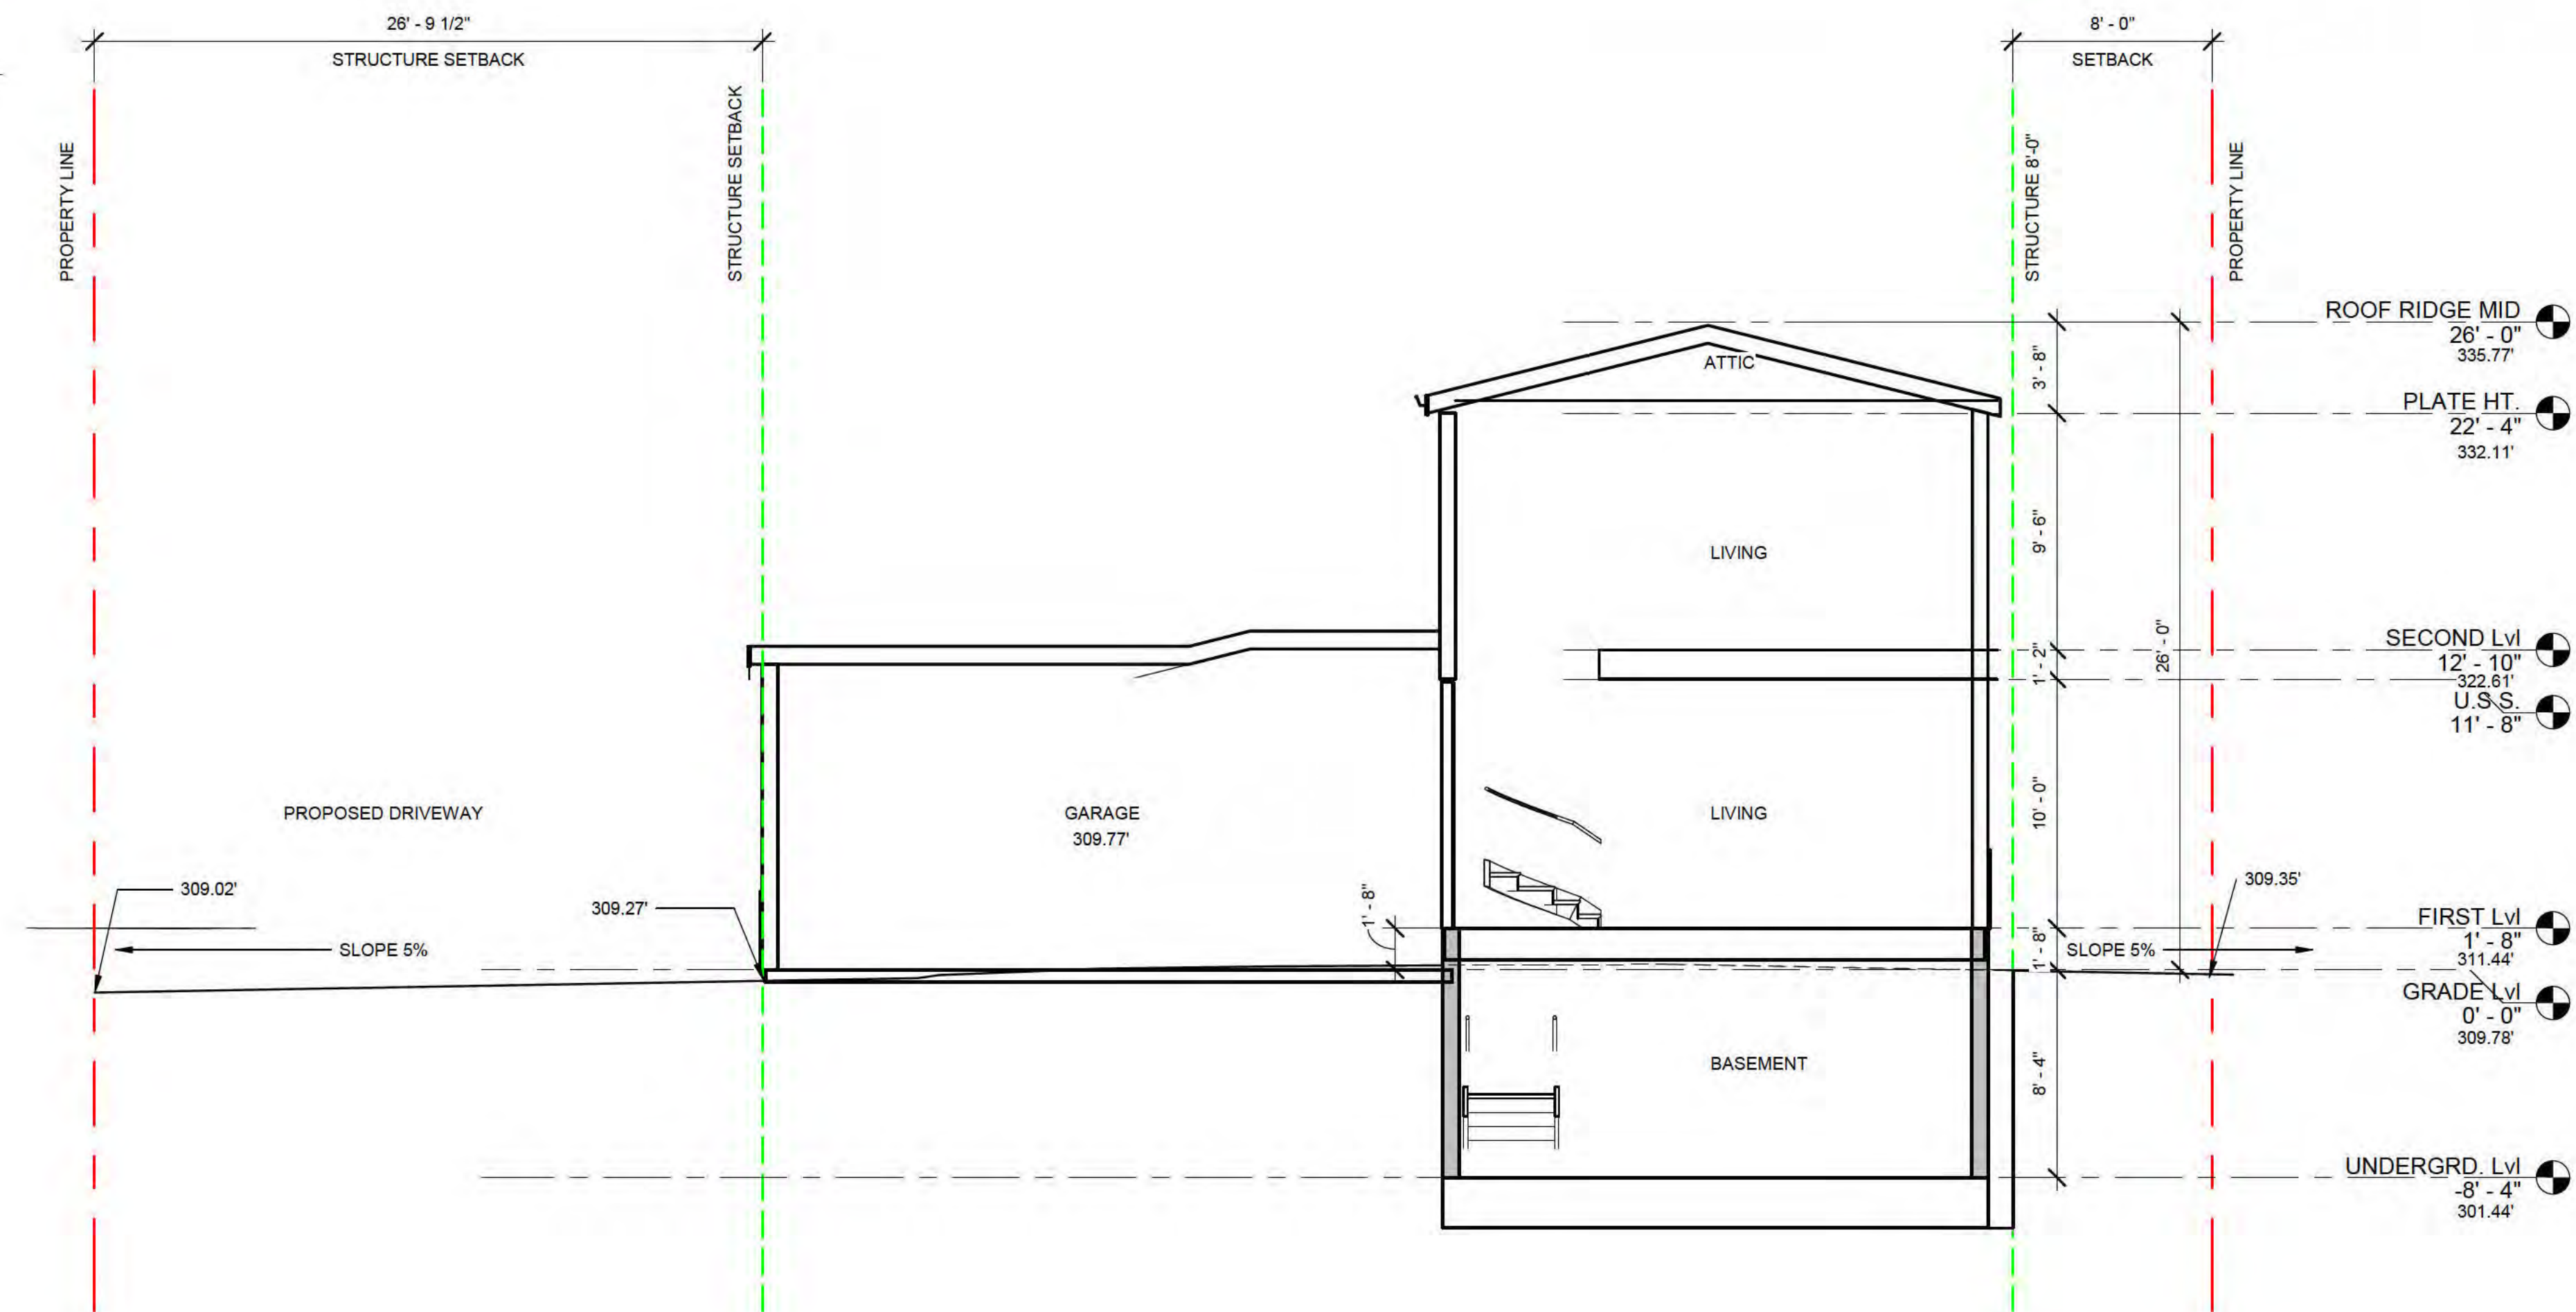 26' - 9 1/2"
STRUCTURE SETBACK
8' - 0"
SETBACK
PROPERTY LINE
STRUCTURE SETBACK
STRUCTURE 8'-0"
PROPERTY LINE
ROOF RIDGE MID
26' - 0"
335.77'
3' - 8"
ATTIC
PLATE HT.
22' - 4"
332.11'
9' - 6"
LIVING
SECOND Lvl
12' - 10"
322.61'
1' - 2"
26' - 0"
U.S S.
11' - 8"
PROPOSED DRIVEWAY
GARAGE
309.77'
LIVING
10' - 0"
309.02'
309.27'
1' - 8"
309.35'
FIRST Lvl
1' - 8"
311.44'
SLOPE 5%
1' - 8"
SLOPE 5%
GRADE Lvl
0' - 0"
309.78'
BASEMENT
8' - 4"
UNDERGRD. Lvl
-8' - 4"
301.44'